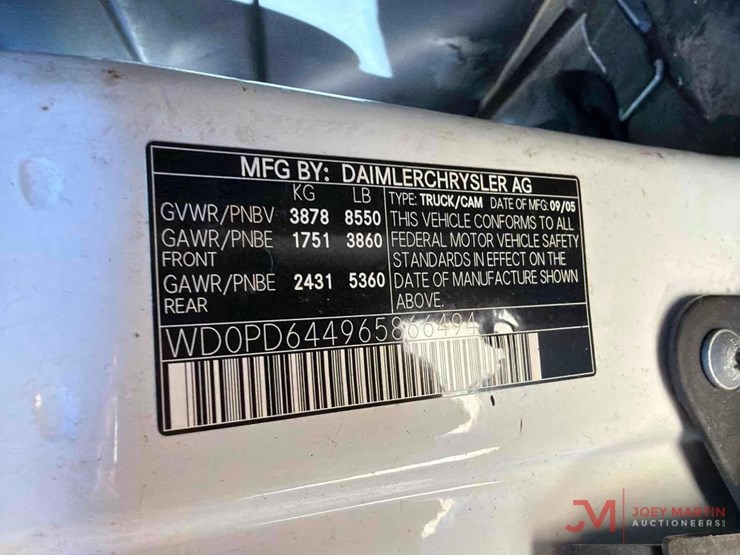 MFG BY: DAIMLERCHRYSLER AG
KG LB
GVWR/PNBV 3878 8550
GAWR/PNBE 1751 3860
FRONT
GAWR/PNBE 2431 5360
REAR
TYPE: TRUCK/CAM DATE OF MFG: 09/05
THIS VEHICLE CONFORMS TO ALL
FEDERAL MOTOR VEHICLE SAFETY
STANDARDS IN EFFECT ON THE
DATE OF MANUFACTURE SHOWN
ABOVE.
WD0PD644965866494
JM JOEY MARTIN
AUCTIONEERS